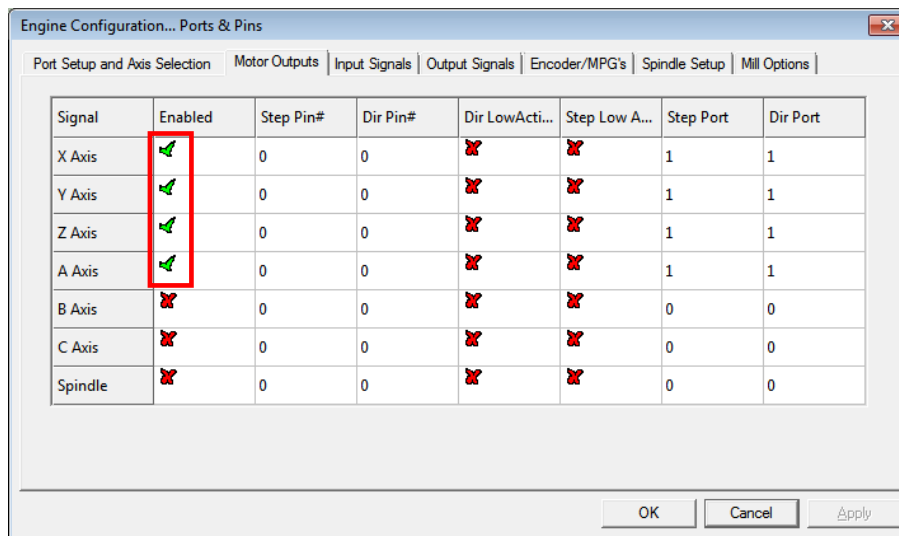 Engine Configuration... Ports & Pins
Port Setup and Axis Selection Motor Outputs Input Signals Output Signals Encoder/MPG's Spindle Setup Mill Options
Signal Enabled Step Pin# Dir Pin# Dir LowActi... Step Low A... Step Port Dir Port
X Axis 0 0 1 1
Y Axis 0 0 1 1
Z Axis 0 0 1 1
A Axis 0 0 1 1
B Axis 0 0 0 0
C Axis 0 0 0 0
Spindle 0 0 0 0
OK Cancel Apply